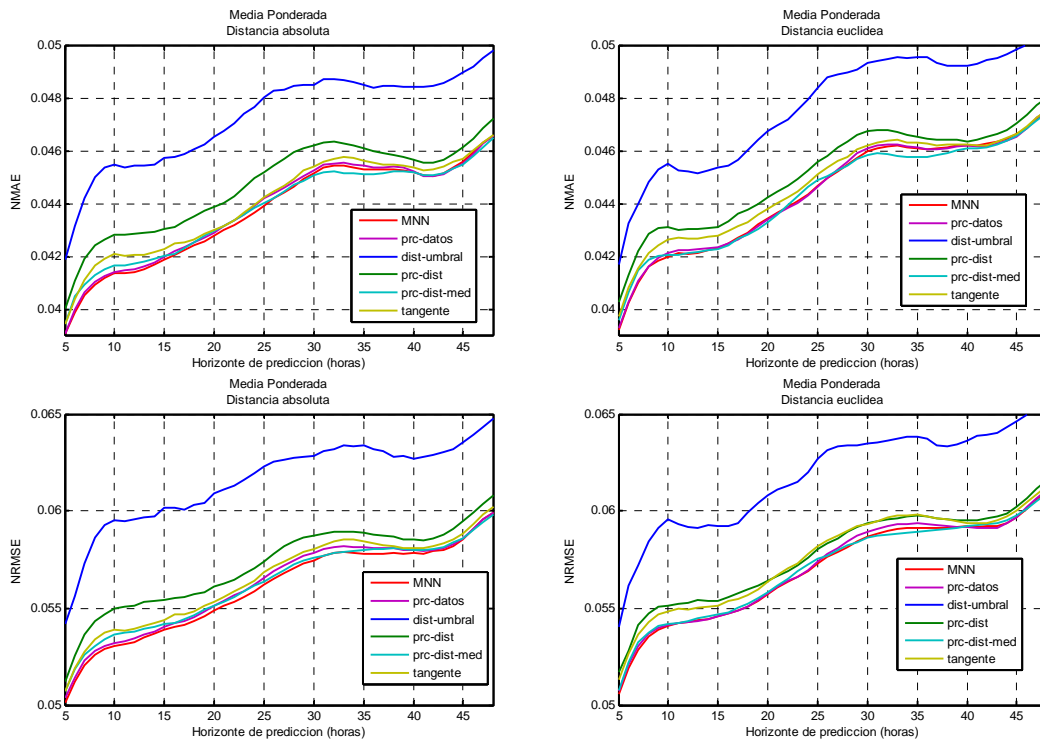 Media Ponderada
Distancia absoluta
NMAE
0.05
0.048
0.046
0.044
0.042
0.04
5 10 15 20 25 30 35 40 45
Horizonte de prediccion (horas)
MNN
prc-datos
dist-umbral
prc-dist
prc-dist-med
tangente
Media Ponderada
Distancia euclidea
NMAE
0.05
0.048
0.046
0.044
0.042
0.04
5 10 15 20 25 30 35 40 45
Horizonte de prediccion (horas)
MNN
prc-datos
dist-umbral
prc-dist
prc-dist-med
tangente
Media Ponderada
Distancia absoluta
NRMSE
0.065
0.06
0.055
0.05
5 10 15 20 25 30 35 40 45
Horizonte de prediccion (horas)
MNN
prc-datos
dist-umbral
prc-dist
prc-dist-med
tangente
Media Ponderada
Distancia euclidea
NRMSE
0.065
0.06
0.055
0.05
5 10 15 20 25 30 35 40 45
Horizonte de prediccion (horas)
MNN
prc-datos
dist-umbral
prc-dist
prc-dist-med
tangente